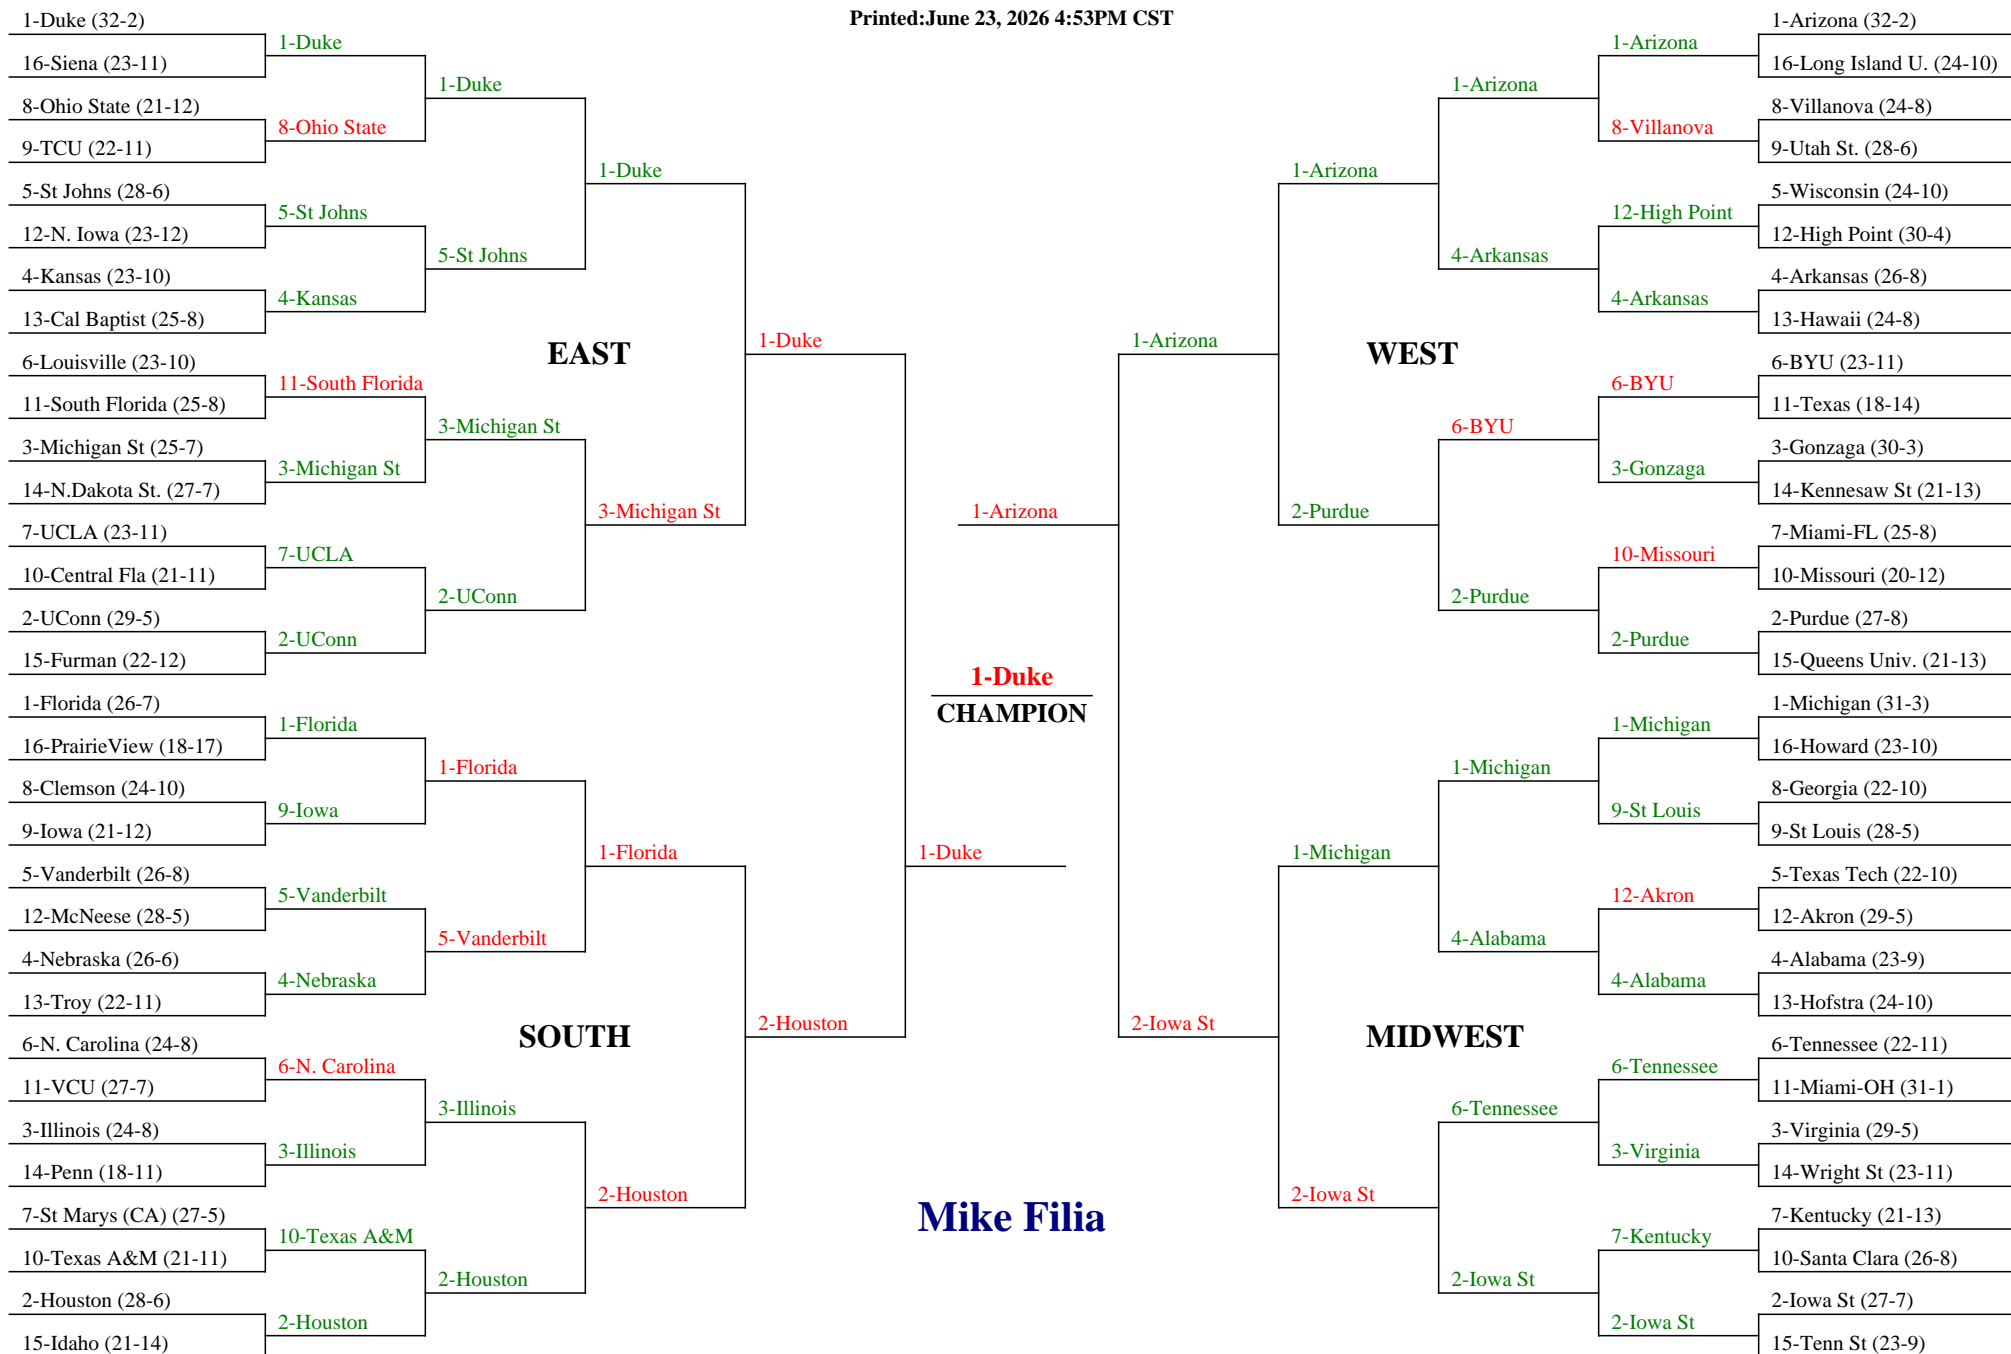 Printed:June 23, 2026 4:53PM CST
1-Duke (32-2)
16-Siena (23-11)
8-Ohio State (21-12)
9-TCU (22-11)
5-St Johns (28-6)
12-N. Iowa (23-12)
4-Kansas (23-10)
13-Cal Baptist (25-8)
6-Louisville (23-10)
11-South Florida (25-8)
3-Michigan St (25-7)
14-N.Dakota St. (27-7)
7-UCLA (23-11)
10-Central Fla (21-11)
2-UConn (29-5)
15-Furman (22-12)
1-Florida (26-7)
16-PrairieView (18-17)
8-Clemson (24-10)
9-Iowa (21-12)
5-Vanderbilt (26-8)
12-McNeese (28-5)
4-Nebraska (26-6)
13-Troy (22-11)
6-N. Carolina (24-8)
11-VCU (27-7)
3-Illinois (24-8)
14-Penn (18-11)
7-St Marys (CA) (27-5)
10-Texas A&M (21-11)
2-Houston (28-6)
15-Idaho (21-14)
1-Duke
8-Ohio State
5-St Johns
4-Kansas
11-South Florida
3-Michigan St
7-UCLA
2-UConn
1-Florida
9-Iowa
5-Vanderbilt
4-Nebraska
6-N. Carolina
3-Illinois
10-Texas A&M
2-Houston
1-Duke
5-St Johns
3-Michigan St
2-UConn
1-Florida
5-Vanderbilt
3-Illinois
2-Houston
EAST
SOUTH
1-Duke
3-Michigan St
1-Florida
2-Houston
1-Duke
2-Houston
1-Arizona
1-Duke
CHAMPION
1-Duke
Mike Filia
1-Arizona
2-Iowa St
WEST
MIDWEST
1-Arizona
2-Purdue
1-Michigan
2-Iowa St
1-Arizona
4-Arkansas
6-BYU
2-Purdue
1-Michigan
4-Alabama
6-Tennessee
2-Iowa St
1-Arizona
8-Villanova
12-High Point
4-Arkansas
6-BYU
3-Gonzaga
10-Missouri
2-Purdue
1-Michigan
9-St Louis
12-Akron
4-Alabama
6-Tennessee
3-Virginia
7-Kentucky
2-Iowa St
1-Arizona (32-2)
16-Long Island U. (24-10)
8-Villanova (24-8)
9-Utah St. (28-6)
5-Wisconsin (24-10)
12-High Point (30-4)
4-Arkansas (26-8)
13-Hawaii (24-8)
6-BYU (23-11)
11-Texas (18-14)
3-Gonzaga (30-3)
14-Kennesaw St (21-13)
7-Miami-FL (25-8)
10-Missouri (20-12)
2-Purdue (27-8)
15-Queens Univ. (21-13)
1-Michigan (31-3)
16-Howard (23-10)
8-Georgia (22-10)
9-St Louis (28-5)
5-Texas Tech (22-10)
12-Akron (29-5)
4-Alabama (23-9)
13-Hofstra (24-10)
6-Tennessee (22-11)
11-Miami-OH (31-1)
3-Virginia (29-5)
14-Wright St (23-11)
7-Kentucky (21-13)
10-Santa Clara (26-8)
2-Iowa St (27-7)
15-Tenn St (23-9)